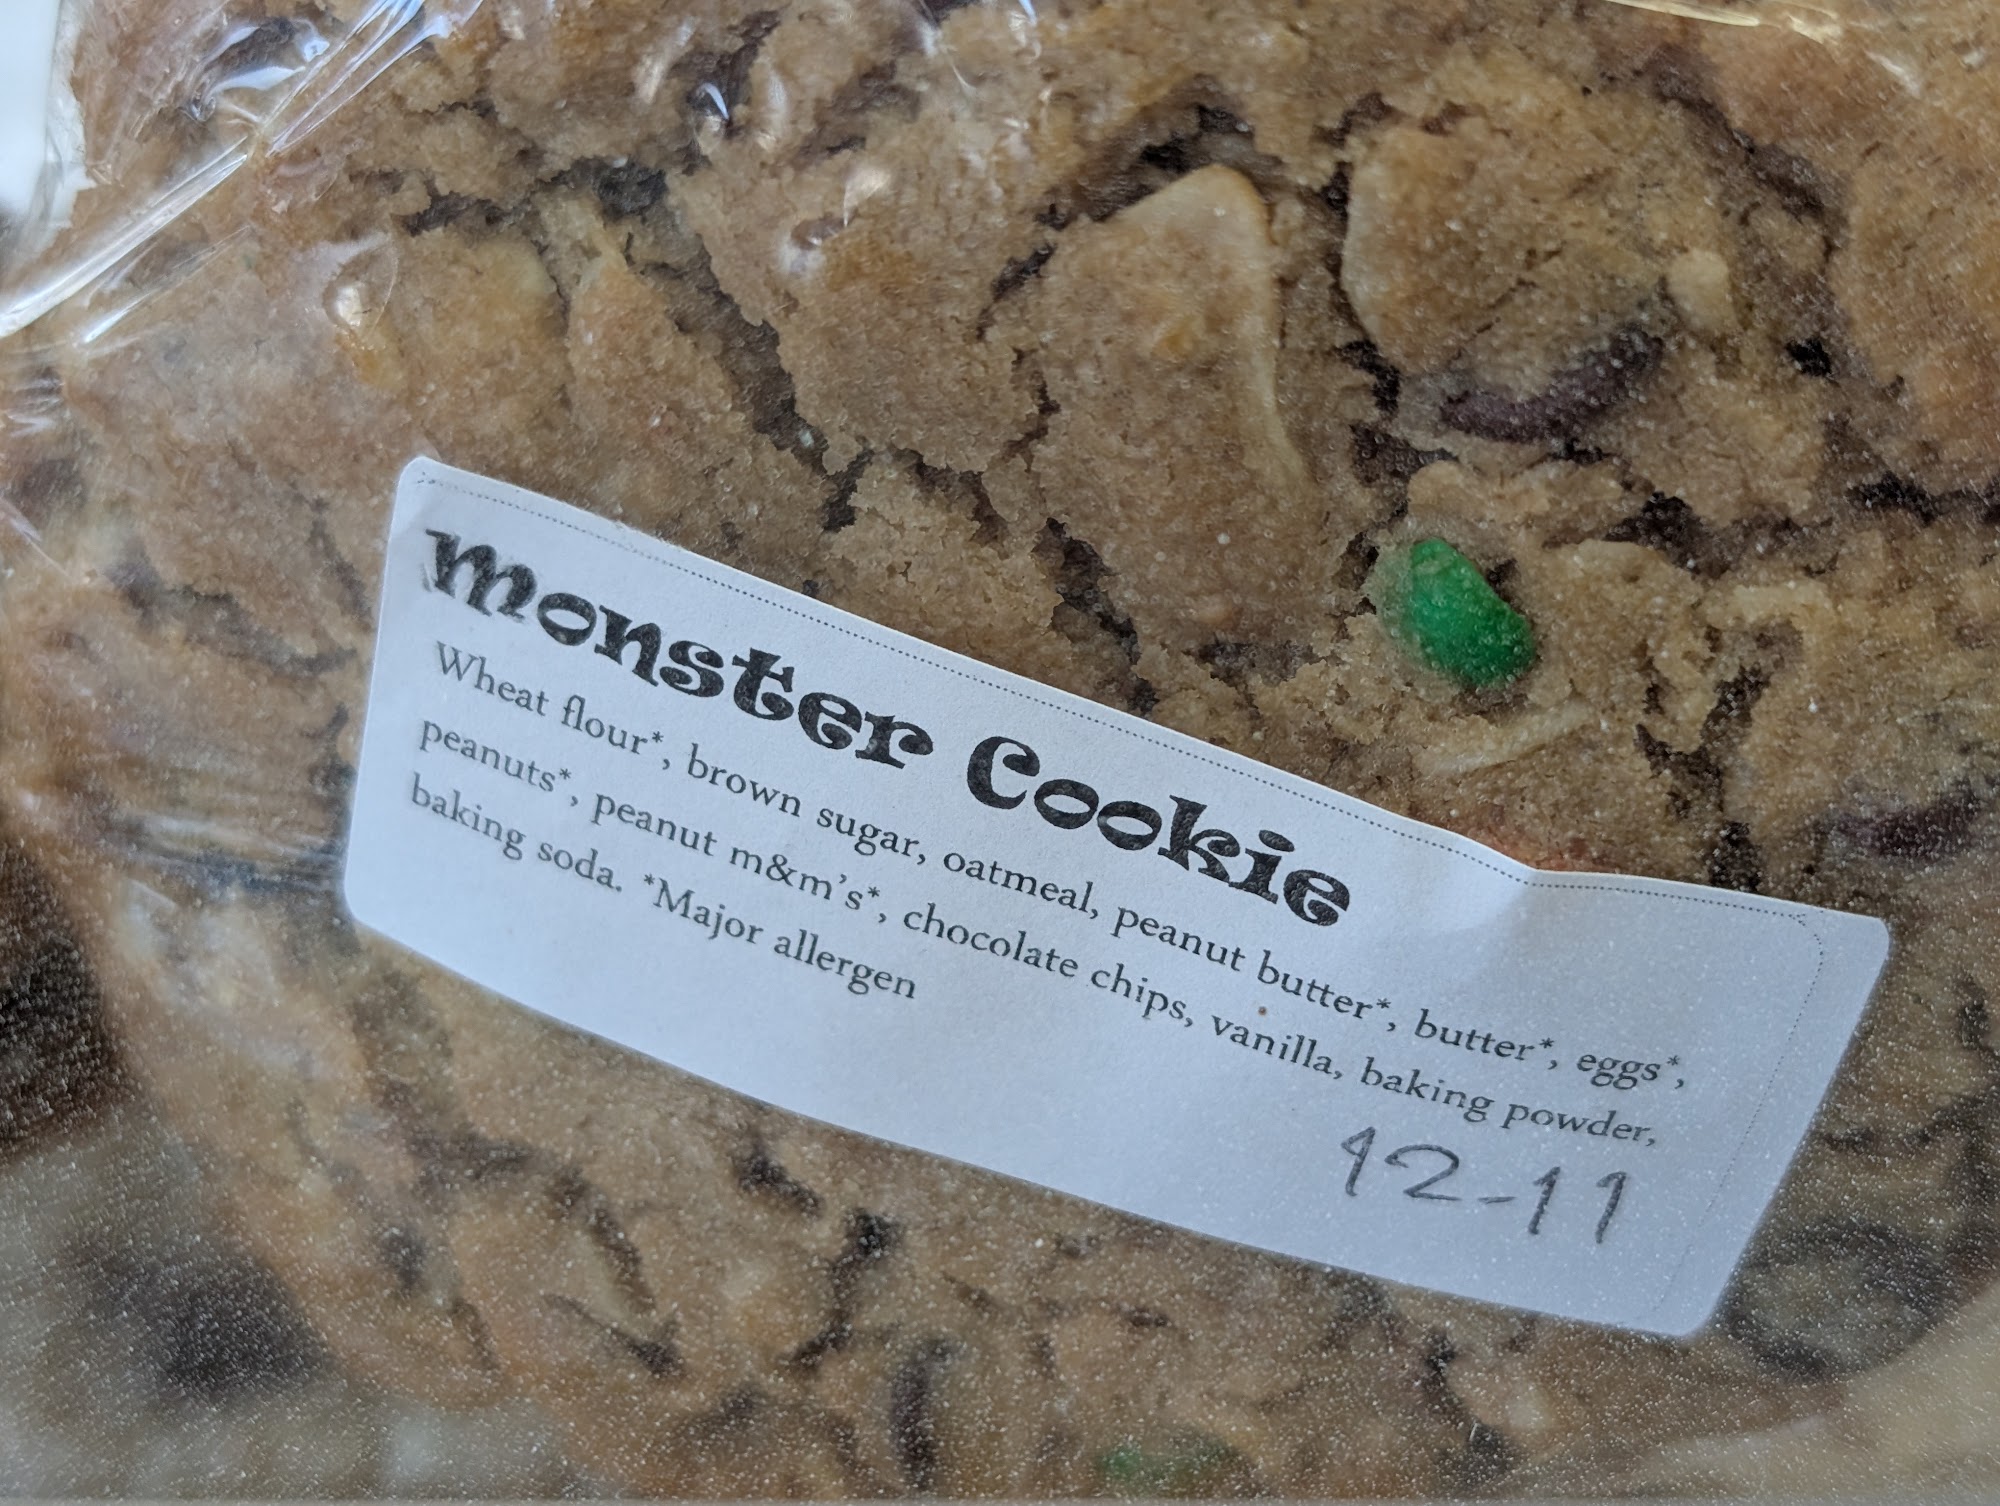 Monster Cookie
Wheat flour*, brown sugar, oatmeal, peanut butter*, butter*, eggs*,
peanuts*, peanut m&m's*, chocolate chips, vanilla, baking powder,
baking soda. *Major allergen
12-11